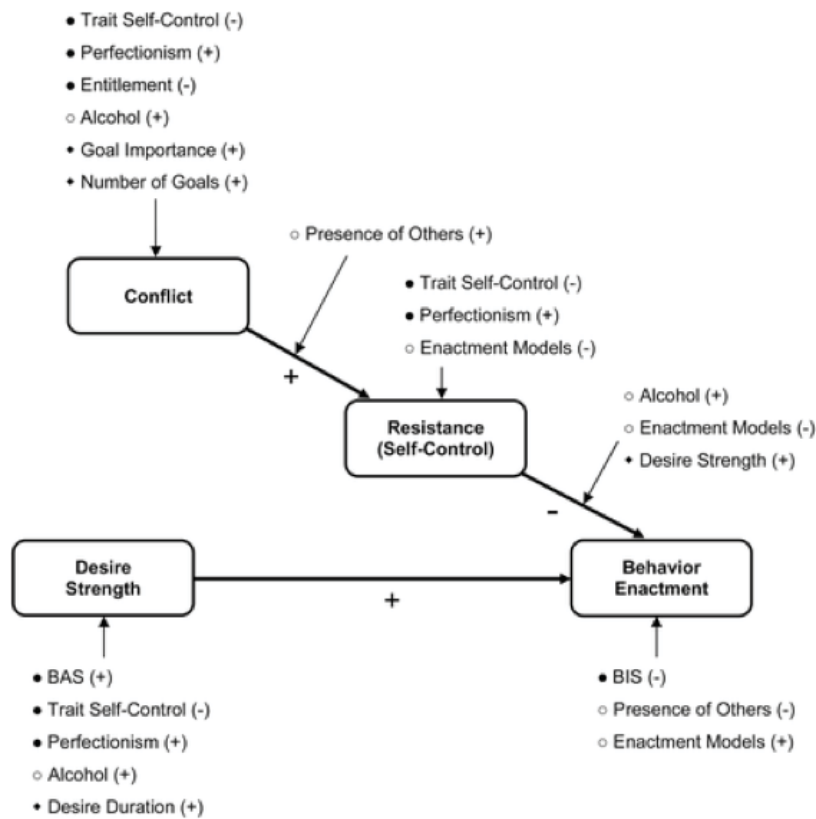 ● Trait Self-Control (-)
● Perfectionism (+)
● Entitlement (-)
○ Alcohol (+)
◆ Goal Importance (+)
◆ Number of Goals (+)
○ Presence of Others (+)
Conflict
● Trait Self-Control (-)
● Perfectionism (+)
○ Enactment Models (-)
+
Resistance
(Self-Control)
○ Alcohol (+)
○ Enactment Models (-)
◆ Desire Strength (+)
-
Desire
Strength
+
Behavior
Enactment
● BAS (+)
● Trait Self-Control (-)
● Perfectionism (+)
○ Alcohol (+)
◆ Desire Duration (+)
● BIS (-)
○ Presence of Others (-)
○ Enactment Models (+)